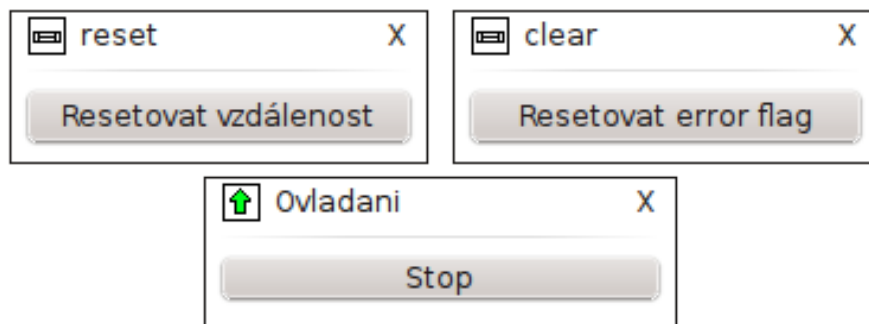 reset X
Resetovat vzdálenost
clear X
Resetovat error flag
Ovladani X
Stop